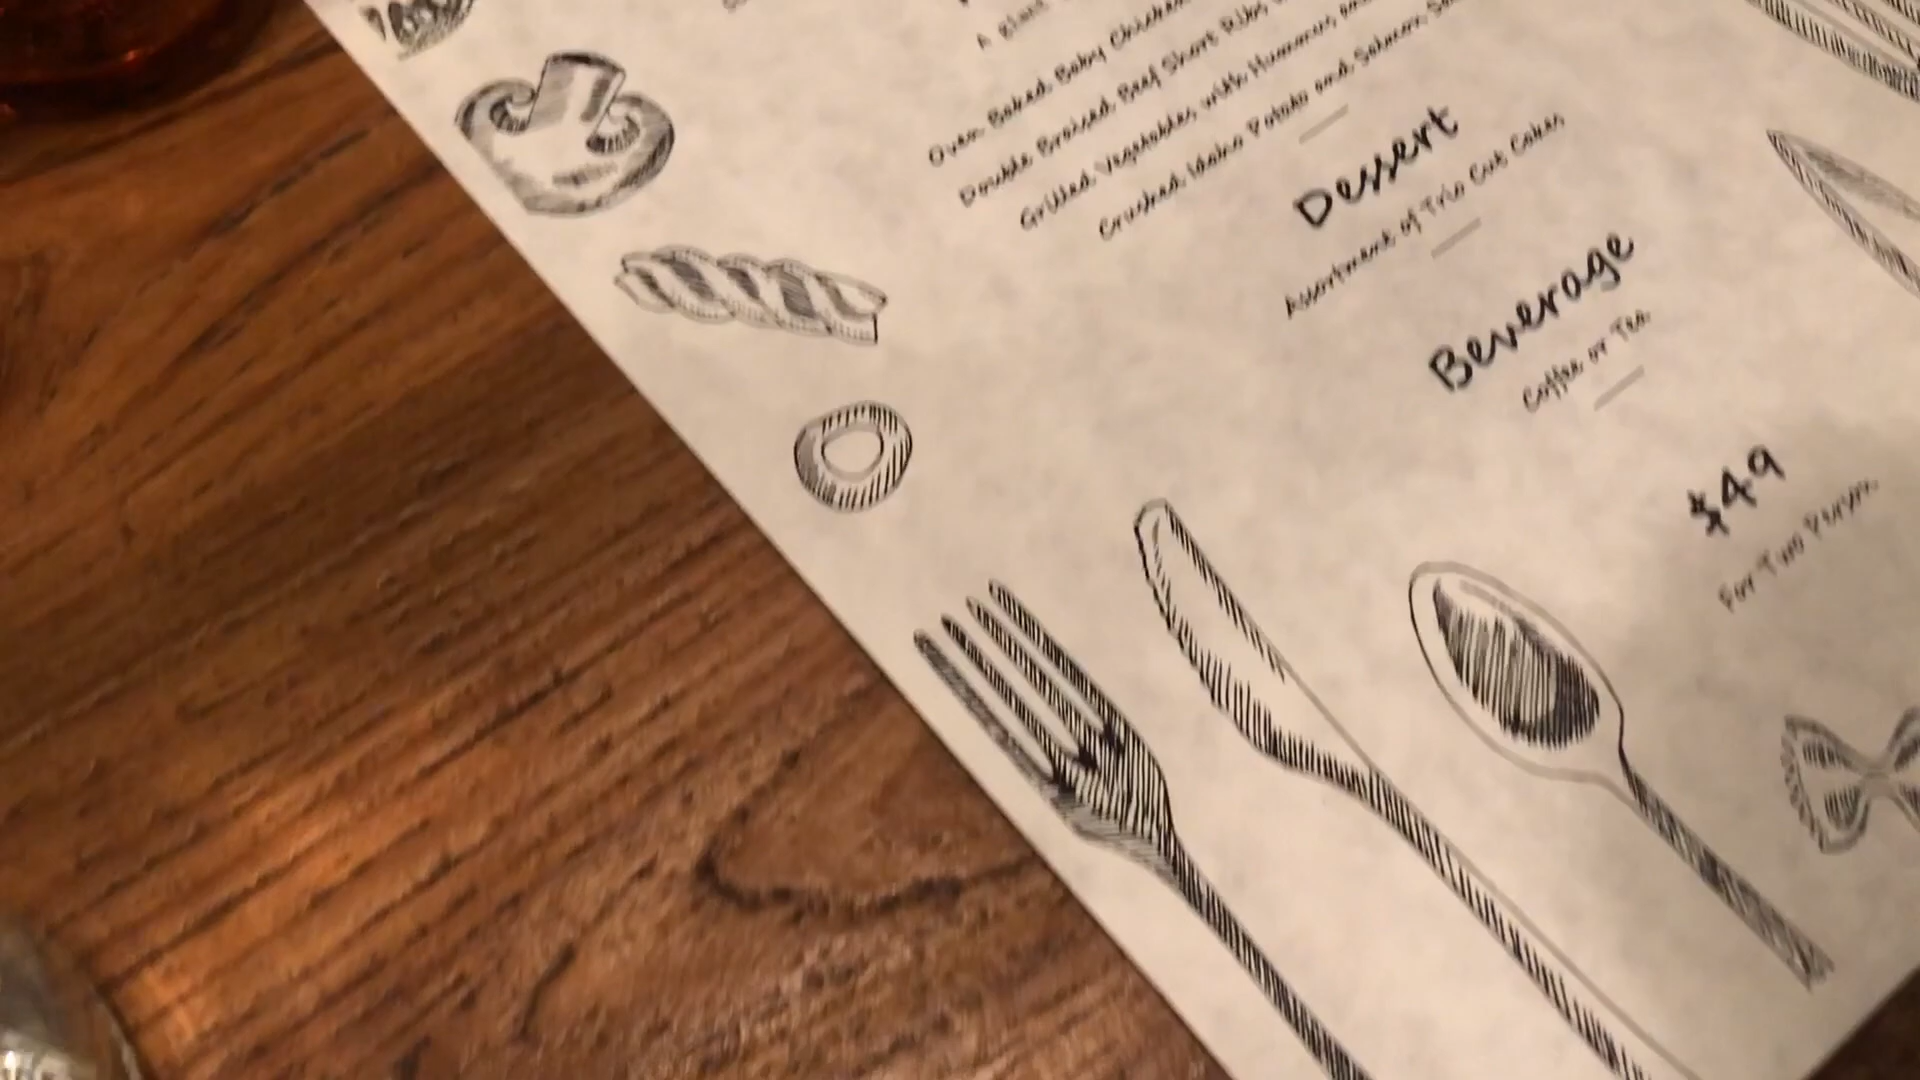 Oven Baked Baby Chicken
Double Braised Beef Short Ribs
Grilled Vegetables with Hummus
Crushed Idaho Potato and Salmon
Dessert
Assortment of Trio Cut Cakes
Beverage
Coffee or Tea
$49
For Two Person